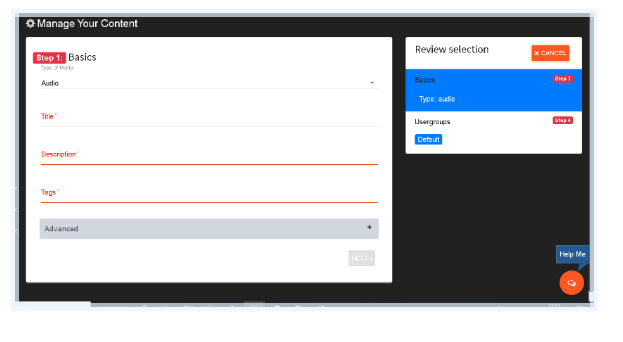 Manage Your Content
Step 1: Basics
Type of Media
Audio
Title *
Description *
Tags *
Advanced +
NEXT >
Review selection
× CANCEL
Basics Step 1
Type: audio
Usergroups Step 4
Default
Help Me